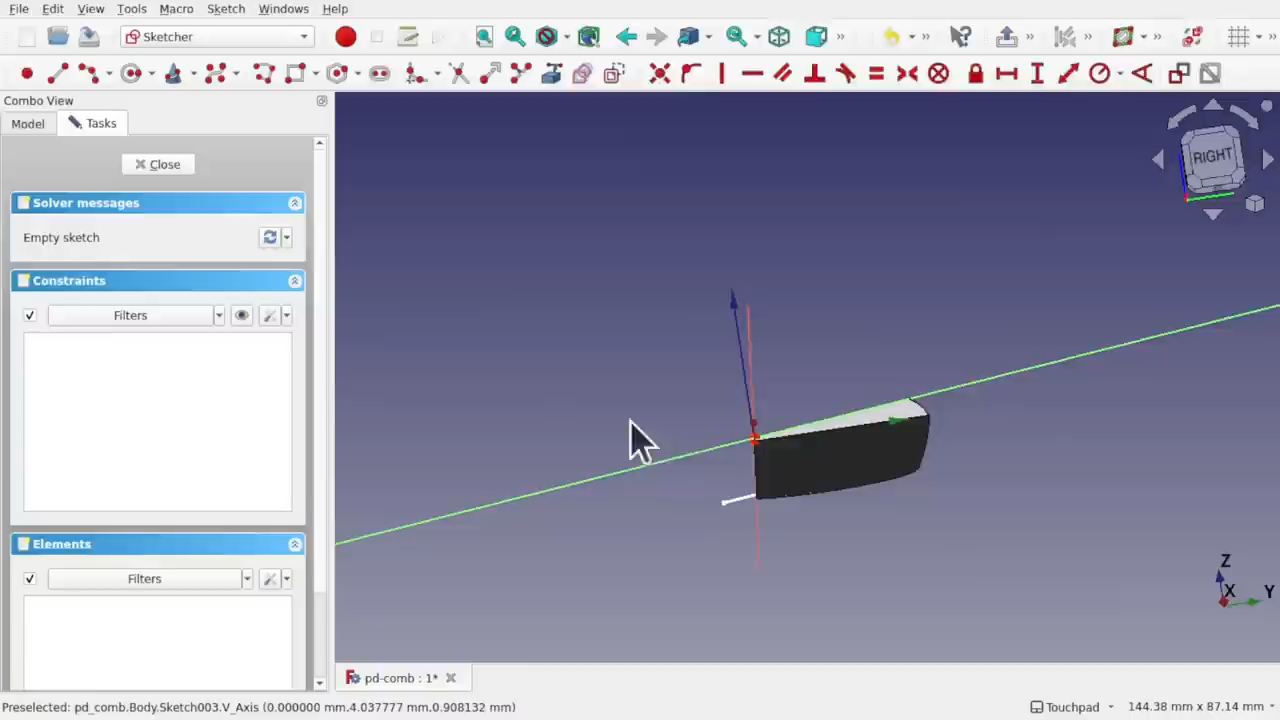 File Edit View Tools Macro Sketch Windows Help
Sketcher
Combo View
Model Tasks
Close
Solver messages
Empty sketch
Constraints
Filters
Elements
Filters
RIGHT
Z
X Y
pd-comb : 1*
Preselected: pd_comb.Body.Sketch003.V_Axis (0.000000 mm,4.037777 mm,0.908132 mm) Touchpad 144.38 mm x 87.14 mm